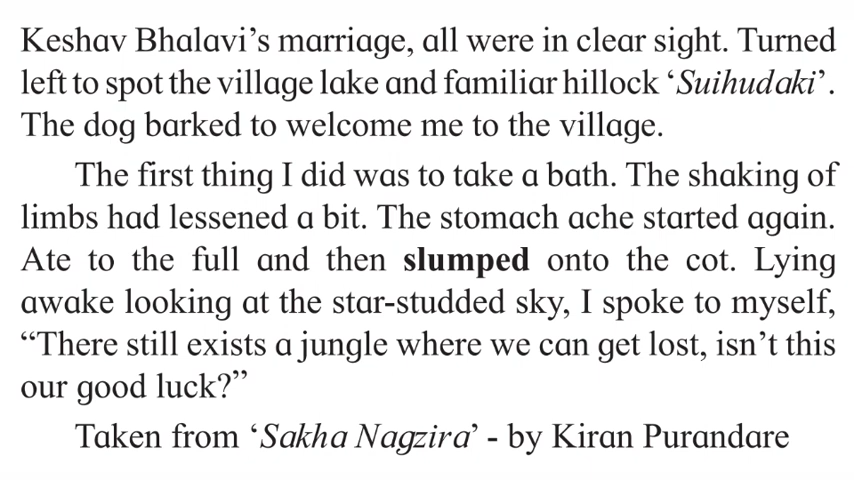 Keshav Bhalavi's marriage, all were in clear sight. Turned
left to spot the village lake and familiar hillock ‘Suihudaki’.
The dog barked to welcome me to the village.
The first thing I did was to take a bath. The shaking of
limbs had lessened a bit. The stomach ache started again.
Ate to the full and then slumped onto the cot. Lying
awake looking at the star-studded sky, I spoke to myself,
“There still exists a jungle where we can get lost, isn’t this
our good luck?”
Taken from ‘Sakha Nagzira’ - by Kiran Purandare